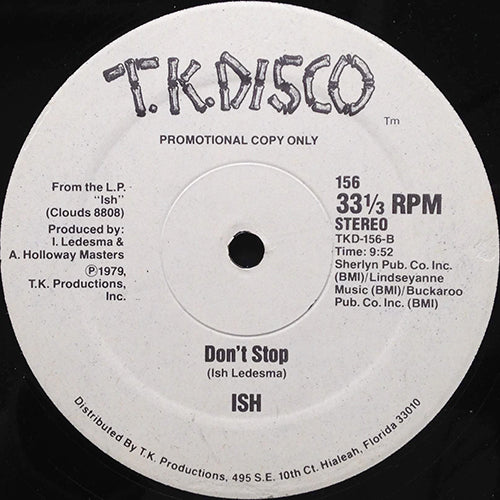 T.K.DISCO
Tm
PROMOTIONAL COPY ONLY
From the L.P.
"Ish"
(Clouds 8808)
Produced by:
I. Ledesma &
A. Holloway Masters
Ⓟ1979,
T.K. Productions,
Inc.
156
33⅓ RPM
STEREO
TKD-156-B
Time: 9:52
Sherlyn Pub. Co. Inc.
(BMI)/Lindseyanne
Music (BMI)/Buckaroo
Pub. Co. Inc. (BMI)
Don't Stop
(Ish Ledesma)
ISH
Distributed By T.K. Productions, 495 S.E. 10th Ct. Hialeah, Florida 33010